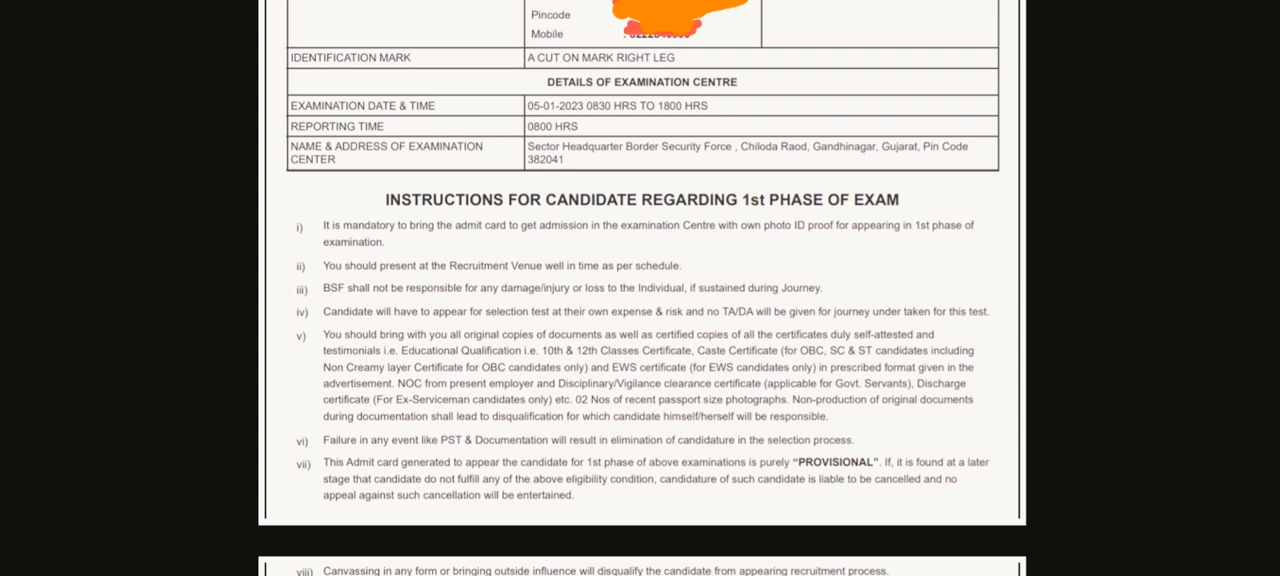 Pincode
Mobile
IDENTIFICATION MARK A CUT ON MARK RIGHT LEG
DETAILS OF EXAMINATION CENTRE
EXAMINATION DATE & TIME 05-01-2023 0830 HRS TO 1800 HRS
REPORTING TIME 0800 HRS
NAME & ADDRESS OF EXAMINATION CENTER Sector Headquarter Border Security Force , Chiloda Raod, Gandhinagar, Gujarat, Pin Code 382041
INSTRUCTIONS FOR CANDIDATE REGARDING 1st PHASE OF EXAM
i) It is mandatory to bring the admit card to get admission in the examination Centre with own photo ID proof for appearing in 1st phase of
examination.
ii) You should present at the Recruitment Venue well in time as per schedule.
iii) BSF shall not be responsible for any damage/injury or loss to the Individual, if sustained during Journey.
iv) Candidate will have to appear for selection test at their own expense & risk and no TA/DA will be given for journey under taken for this test.
v) You should bring with you all original copies of documents as well as certified copies of all the certificates duly self-attested and
testimonials i.e. Educational Qualification i.e. 10th & 12th Classes Certificate, Caste Certificate (for OBC, SC & ST candidates including
Non Creamy layer Certificate for OBC candidates only) and EWS certificate (for EWS candidates only) in prescribed format given in the
advertisement. NOC from present employer and Disciplinary/Vigilance clearance certificate (applicable for Govt. Servants), Discharge
certificate (For Ex-Serviceman candidates only) etc. 02 Nos of recent passport size photographs. Non-production of original documents
during documentation shall lead to disqualification for which candidate himself/herself will be responsible.
vi) Failure in any event like PST & Documentation will result in elimination of candidature in the selection process.
vii) This Admit card generated to appear the candidate for 1st phase of above examinations is purely “PROVISIONAL”. If, it is found at a later
stage that candidate do not fulfill any of the above eligibility condition, candidature of such candidate is liable to be cancelled and no
appeal against such cancellation will be entertained.
viii) Canvassing in any form or bringing outside influence will disqualify the candidate from appearing recruitment process.